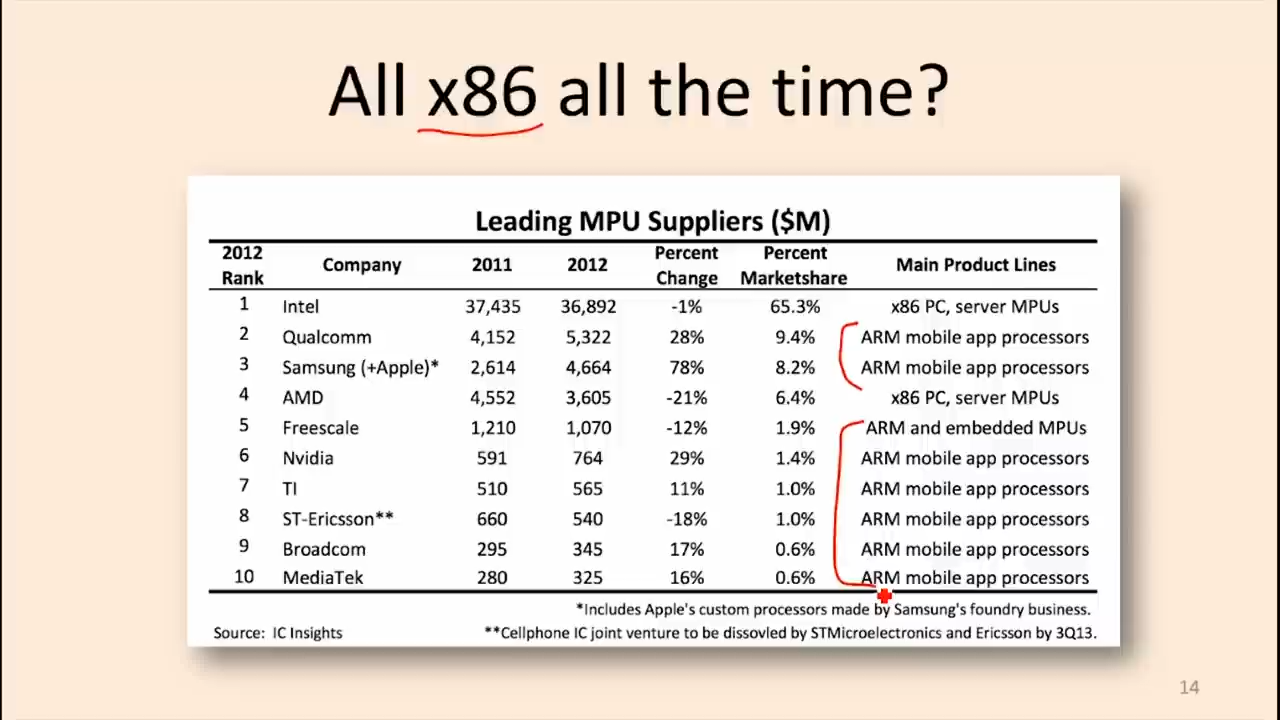 All x86 all the time?
Leading MPU Suppliers ($M)
2012 Rank Company 2011 2012 Percent Change Percent Marketshare Main Product Lines
1 Intel 37,435 36,892 -1% 65.3% x86 PC, server MPUs
2 Qualcomm 4,152 5,322 28% 9.4% ARM mobile app processors
3 Samsung (+Apple)* 2,614 4,664 78% 8.2% ARM mobile app processors
4 AMD 4,552 3,605 -21% 6.4% x86 PC, server MPUs
5 Freescale 1,210 1,070 -12% 1.9% ARM and embedded MPUs
6 Nvidia 591 764 29% 1.4% ARM mobile app processors
7 TI 510 565 11% 1.0% ARM mobile app processors
8 ST-Ericsson** 660 540 -18% 1.0% ARM mobile app processors
9 Broadcom 295 345 17% 0.6% ARM mobile app processors
10 MediaTek 280 325 16% 0.6% ARM mobile app processors
*Includes Apple's custom processors made by Samsung's foundry business.
Source: IC Insights **Cellphone IC joint venture to be dissovled by STMicroelectronics and Ericsson by 3Q13.
14